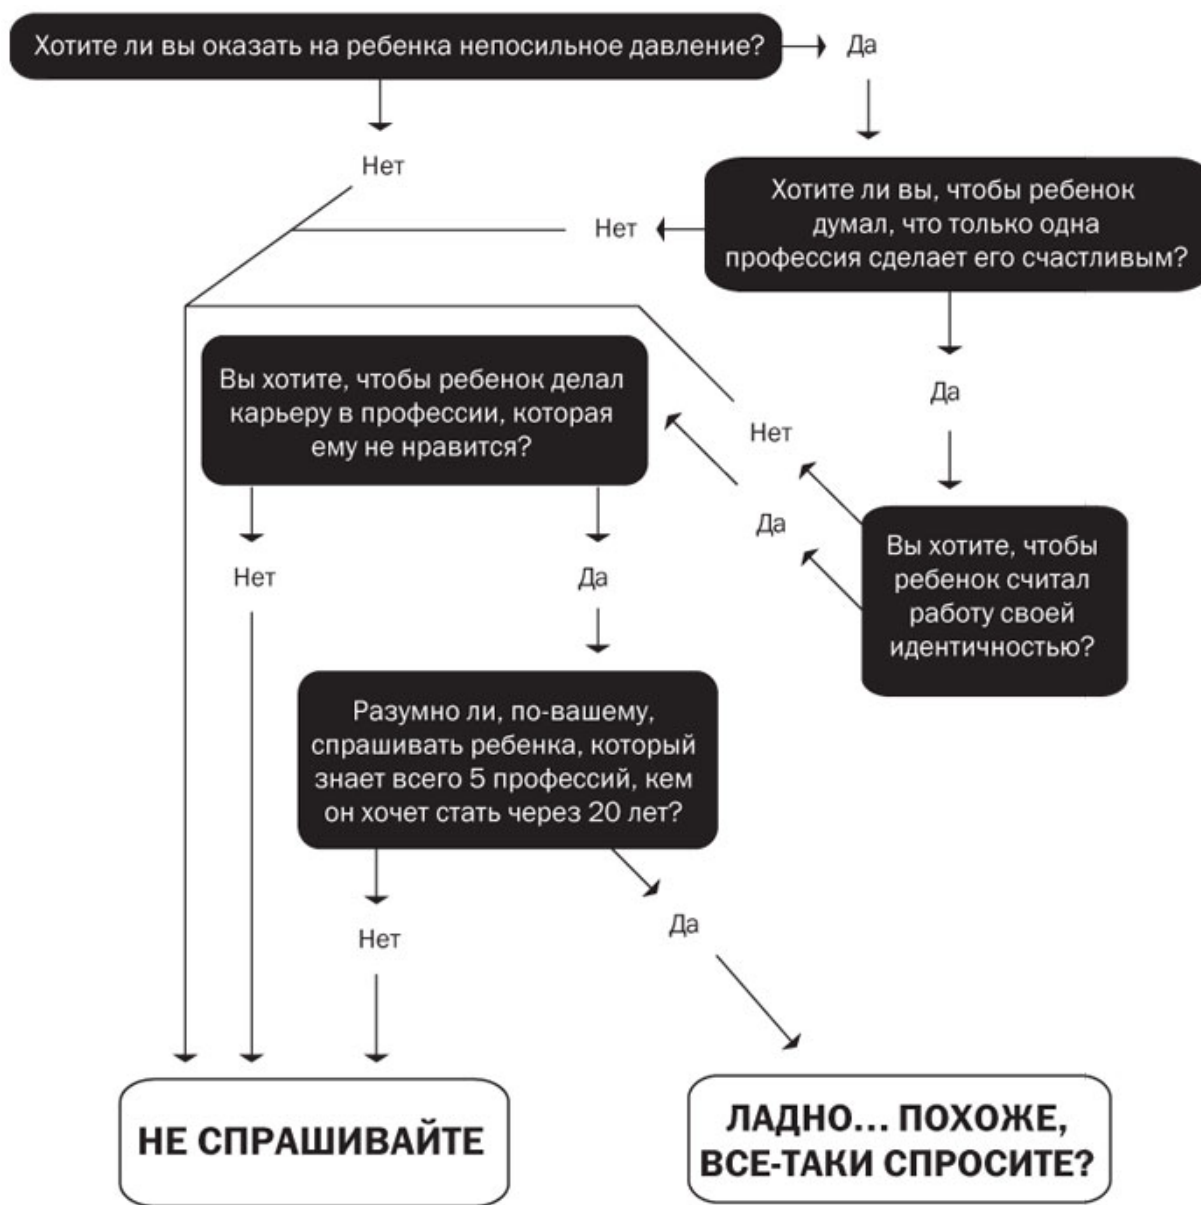 Хотите ли вы оказать на ребенка непосильное давление?
Да
Нет
Хотите ли вы, чтобы ребенок
думал, что только одна
профессия сделает его счастливым?
Нет
Да
Вы хотите, чтобы ребенок делал
карьеру в профессии, которая
ему не нравится?
Нет
Да
Вы хотите, чтобы
ребенок считал
работу своей
идентичностью?
Нет
Да
Разумно ли, по-вашему,
спрашивать ребенка, который
знает всего 5 профессий, кем
он хочет стать через 20 лет?
Нет
Да
НЕ СПРАШИВАЙТЕ
ЛАДНО... ПОХОЖЕ,
ВСЕ-ТАКИ СПРОСИТЕ?